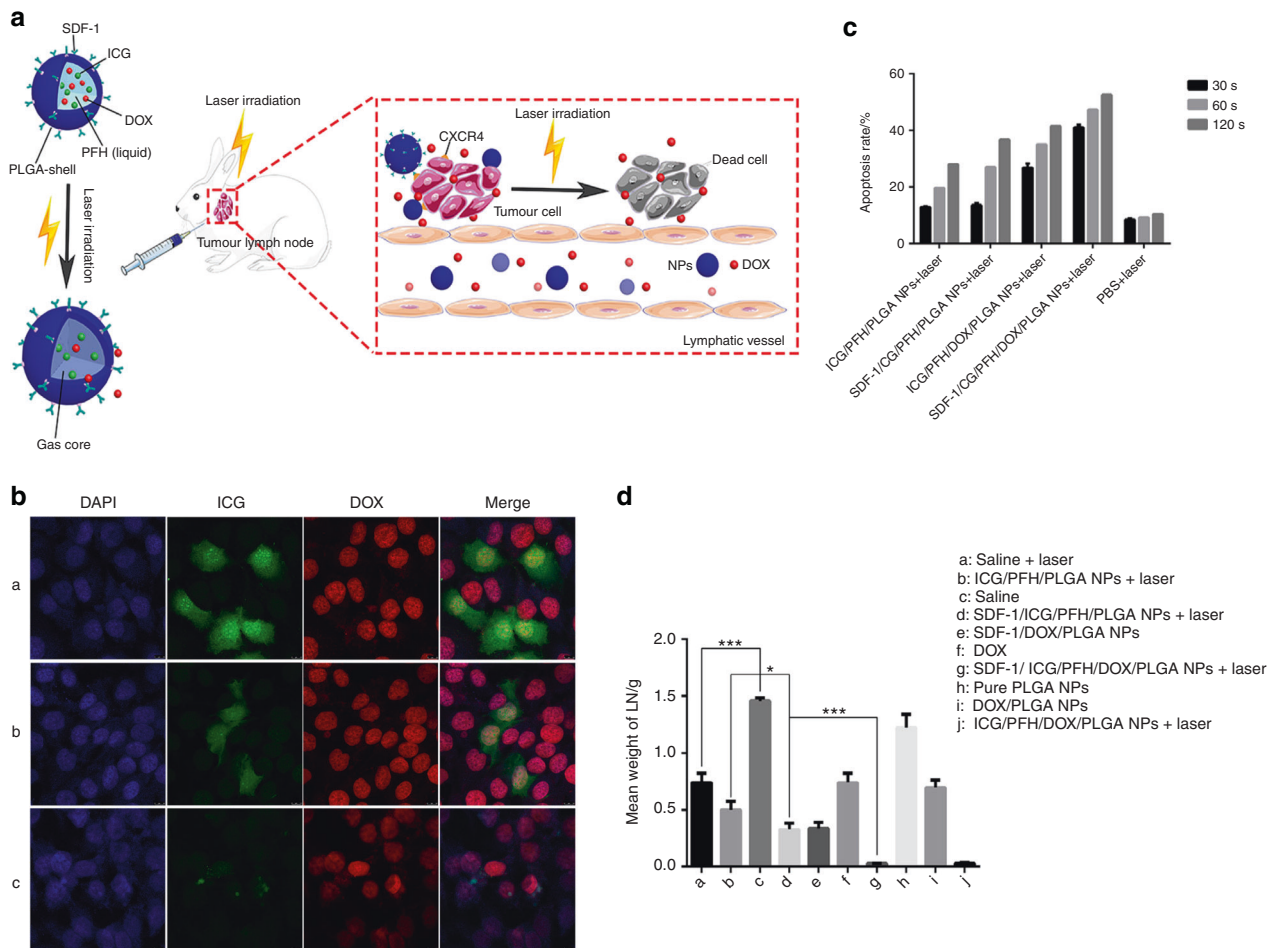 a
SDF-1
ICG
DOX
PFH (liquid)
PLGA-shell
Laser irradiation
Gas core
Laser irradiation
Tumour lymph node
CXCR4
Laser irradiation
Dead cell
Tumour cell
NPs
DOX
Lymphatic vessel
c
Apoptosis rate/%
60
40
20
0
30 s
60 s
120 s
ICG/PFH/PLGA NPs+laser
SDF-1/CG/PFH/PLGA NPs+laser
ICG/PFH/DOX/PLGA NPs+laser
SDF-1/CG/PFH/DOX/PLGA NPs+laser
PBS+laser
b
DAPI ICG DOX Merge
a
b
c
d
Mean weight of LN/g
2.0
1.5
1.0
0.5
0.0
***
*
***
a b c d e f g h i j
a: Saline + laser
b: ICG/PFH/PLGA NPs + laser
c: Saline
d: SDF-1/ICG/PFH/PLGA NPs + laser
e: SDF-1/DOX/PLGA NPs
f: DOX
g: SDF-1/ ICG/PFH/DOX/PLGA NPs + laser
h: Pure PLGA NPs
i: DOX/PLGA NPs
j: ICG/PFH/DOX/PLGA NPs + laser